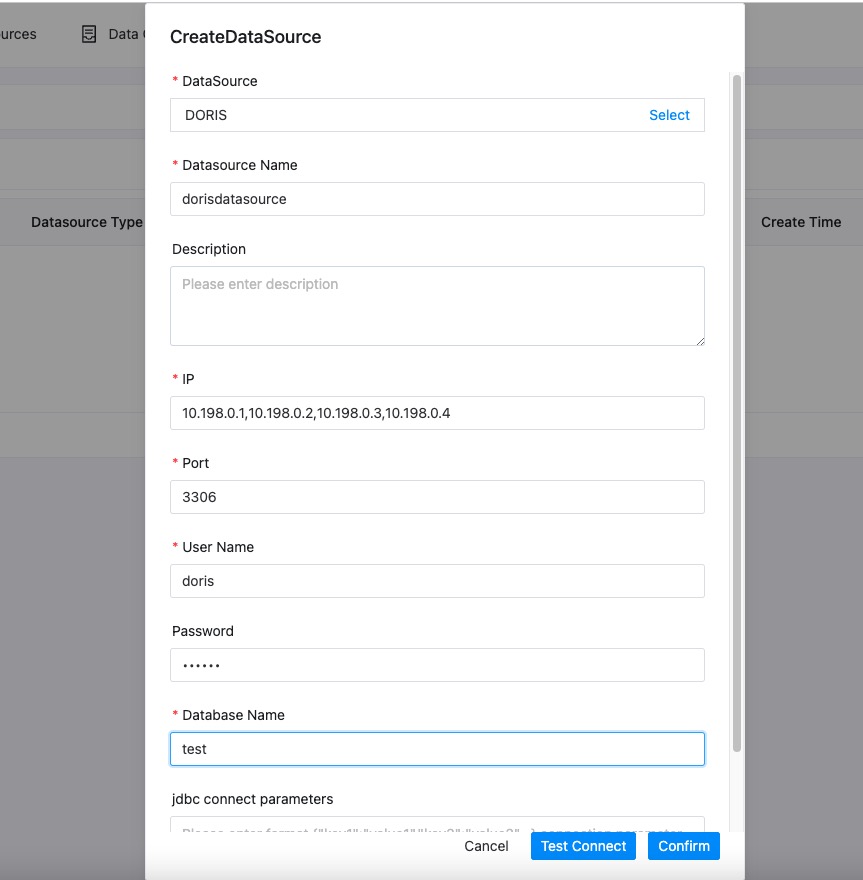 urces
Data
CreateDataSource
* DataSource
DORIS
Select
* Datasource Name
dorisdatasource
Datasource Type
Create Time
Description
Please enter description
* IP
10.198.0.1,10.198.0.2,10.198.0.3,10.198.0.4
* Port
3306
* User Name
doris
Password
••••••
* Database Name
test
jdbc connect parameters
Cancel
Test Connect
Confirm